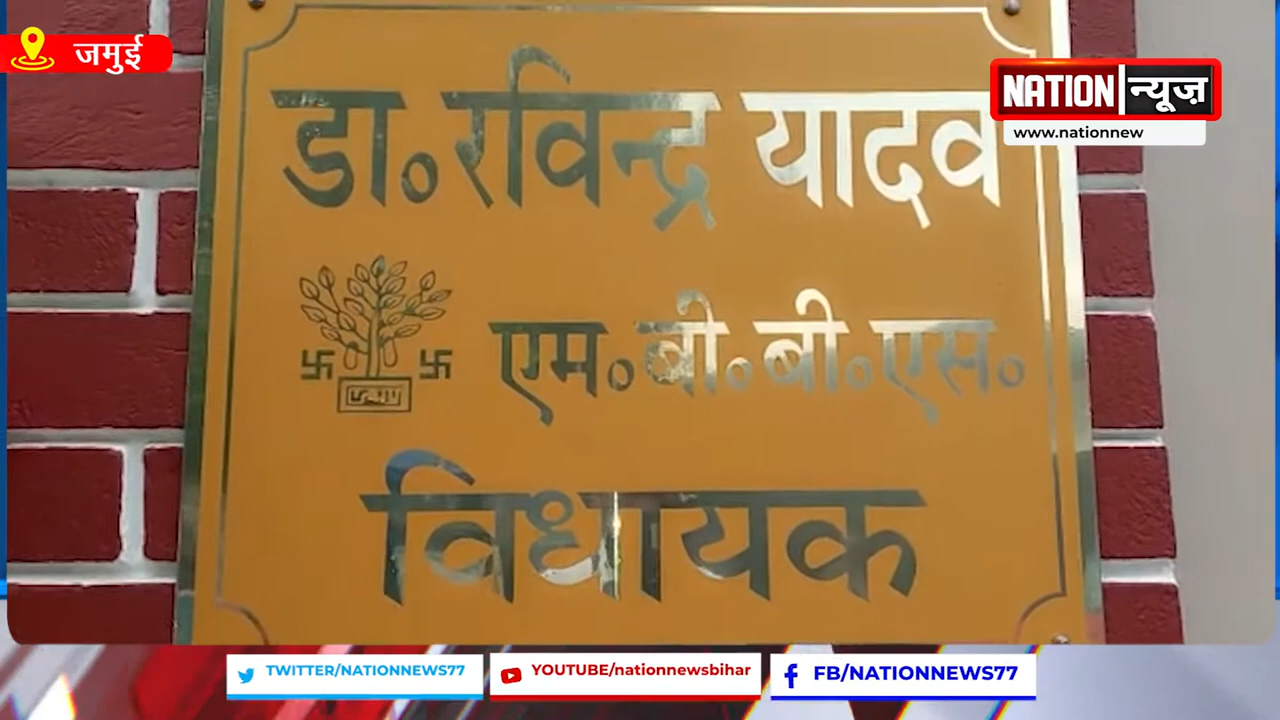 जमुई
NATION न्यूज़
www.nationnew
डा॰ रविन्द्र यादव
एम॰बी॰बी॰एस॰
विधायक
TWITTER/NATIONNEWS77
YOUTUBE/nationnewsbihar
FB/NATIONNEWS77